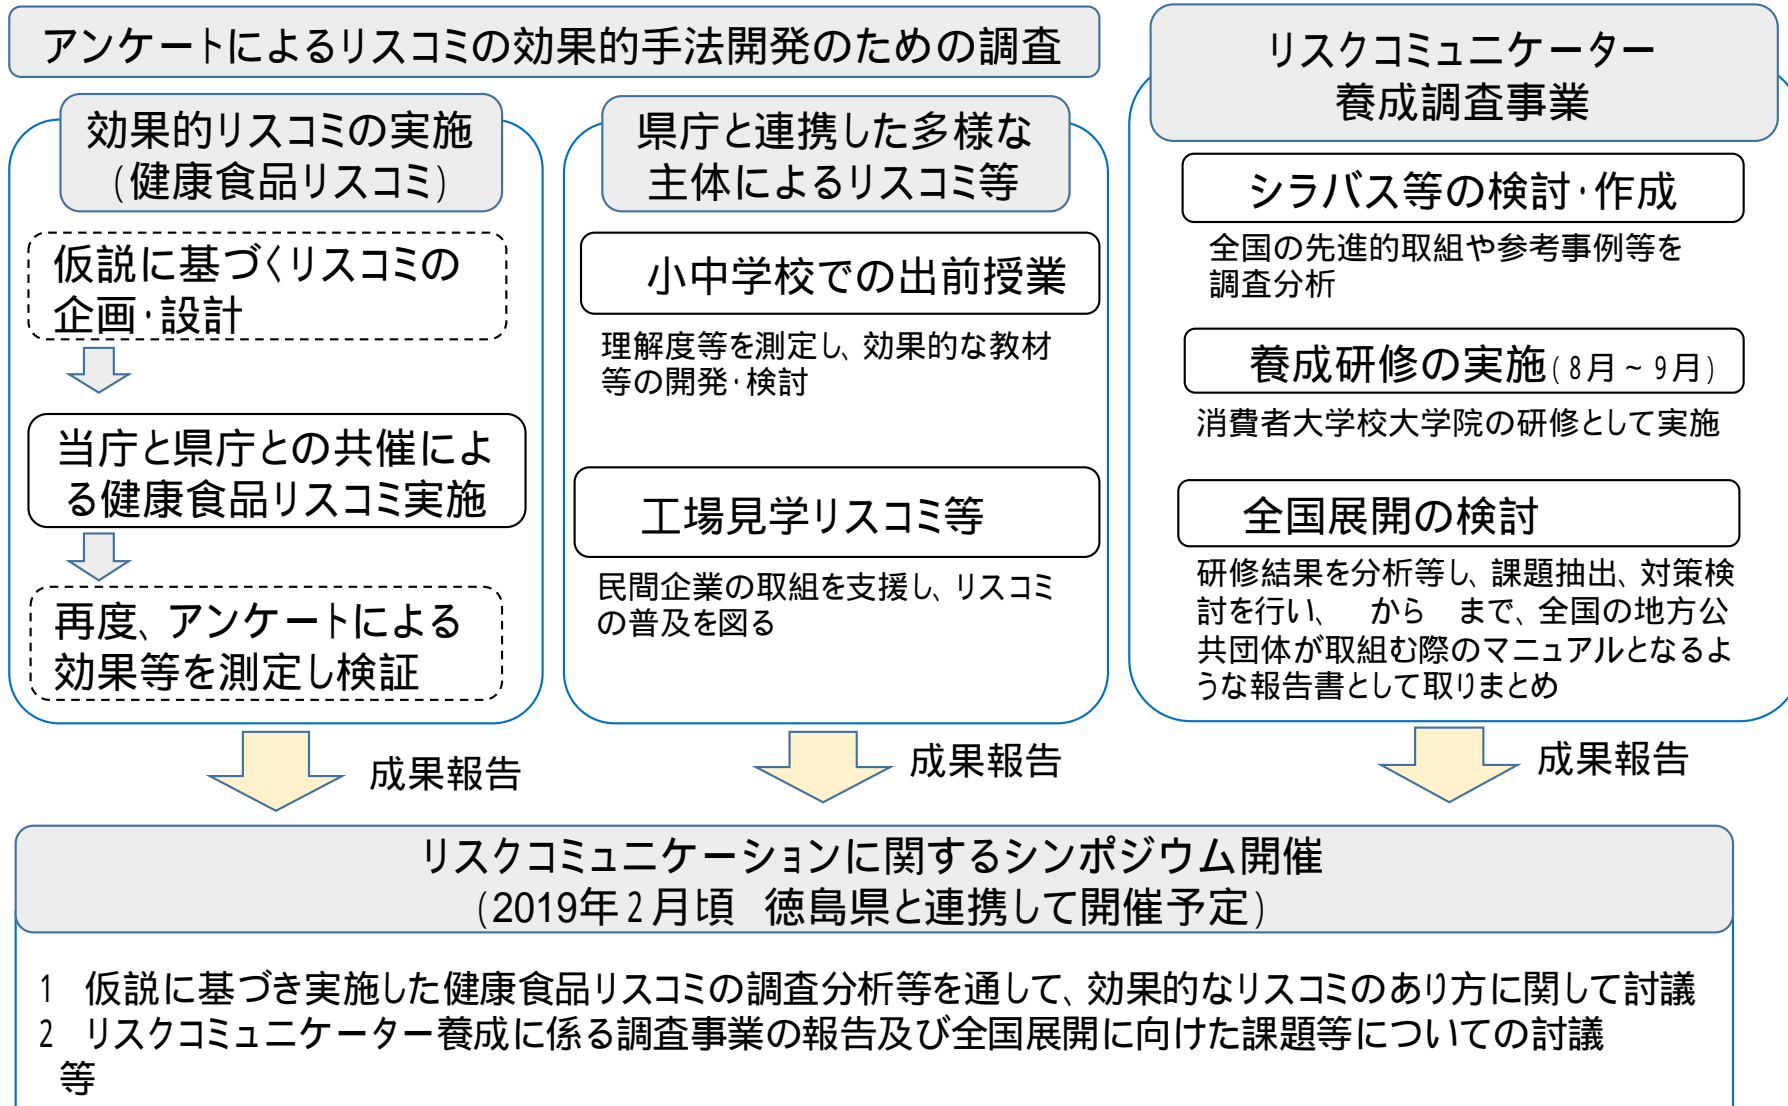 アンケートによるリスコミの効果的手法開発のための調査
効果的リスコミの実施
(健康食品リスコミ)
仮説に基づくリスコミの
企画・設計
当庁と県庁との共催によ
る健康食品リスコミ実施
再度、アンケートによる
効果等を測定し検証
県庁と連携した多様な
主体によるリスコミ等
小中学校での出前授業
理解度等を測定し、効果的な教材
等の開発・検討
工場見学リスコミ等
民間企業の取組を支援し、リスコミ
の普及を図る
リスクコミュニケーター
養成調査事業
シラバス等の検討・作成
全国の先進的取組や参考事例等を
調査分析
養成研修の実施(8月~9月)
消費者大学校大学院の研修として実施
全国展開の検討
研修結果を分析等し、課題抽出、対策検
討を行い、　から　まで、全国の地方公
共団体が取組む際のマニュアルとなるよ
うな報告書として取りまとめ
成果報告
成果報告
成果報告
リスクコミュニケーションに関するシンポジウム開催
(2019年2月頃　徳島県と連携して開催予定)
1　仮説に基づき実施した健康食品リスコミの調査分析等を通して、効果的なリスコミのあり方に関して討議
2　リスクコミュニケーター養成に係る調査事業の報告及び全国展開に向けた課題等についての討議
等